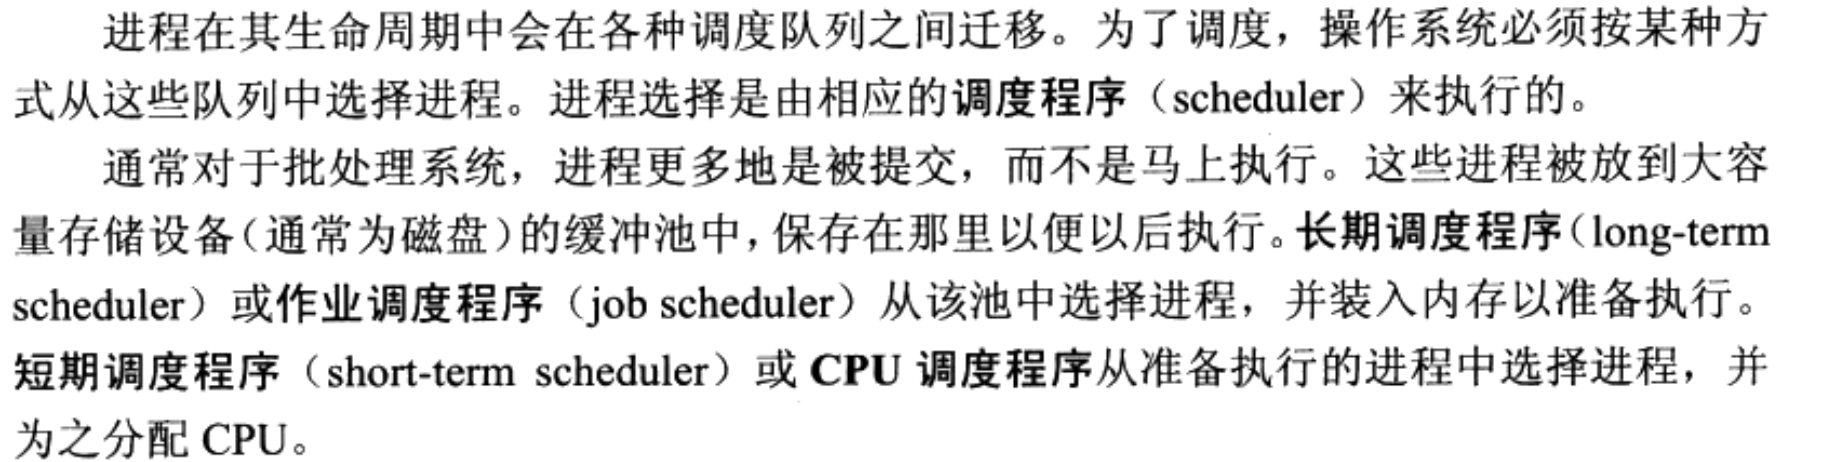 进程在其生命周期中会在各种调度队列之间迁移。为了调度，操作系统必须按某种方
式从这些队列中选择进程。进程选择是由相应的调度程序（scheduler）来执行的。
通常对于批处理系统，进程更多地是被提交，而不是马上执行。这些进程被放到大容
量存储设备（通常为磁盘）的缓冲池中，保存在那里以便以后执行。长期调度程序（long-term
scheduler）或作业调度程序（job scheduler）从该池中选择进程，并装入内存以准备执行。
短期调度程序（short-term scheduler）或 CPU 调度程序从准备执行的进程中选择进程，并
为之分配 CPU。